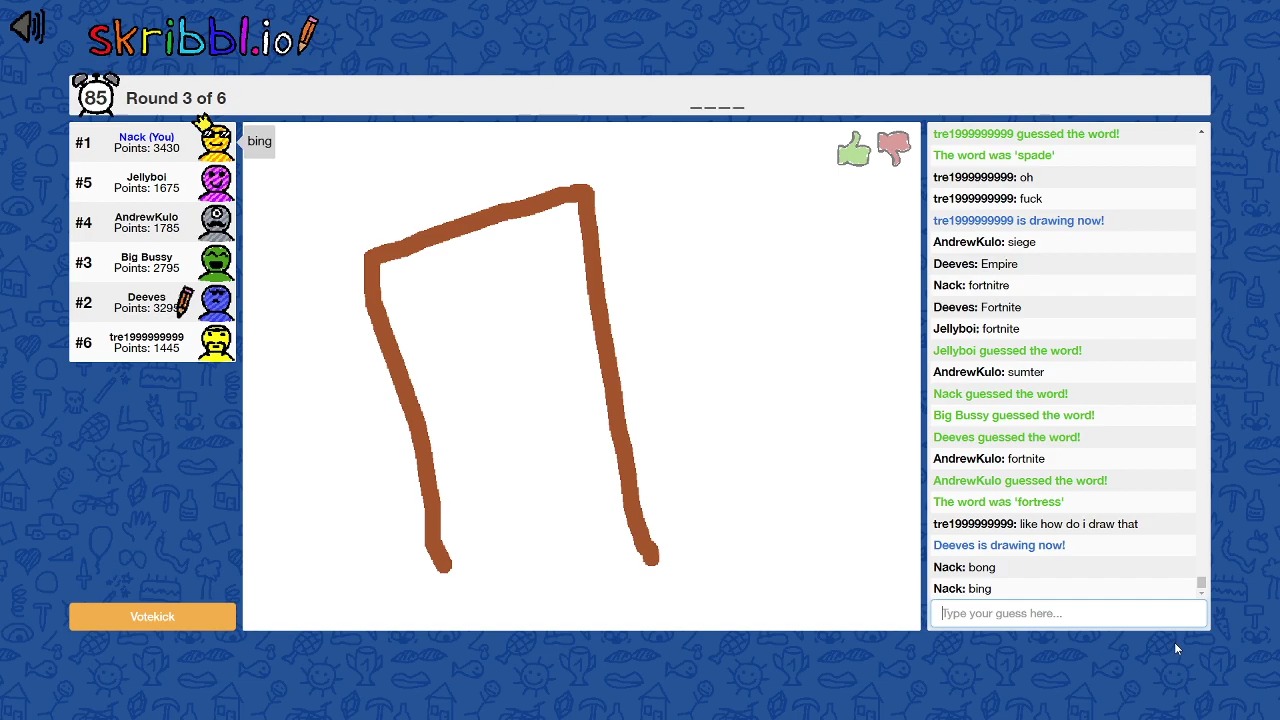 skribbl.io
85
Round 3 of 6
_ _ _ _
#1
Nack (You)
Points: 3430
#5
Jellyboi
Points: 1675
#4
AndrewKulo
Points: 1785
#3
Big Bussy
Points: 2795
#2
Deeves
Points: 3295
#6
tre1999999999
Points: 1445
Votekick
bing
tre1999999999 guessed the word!
The word was 'spade'
tre1999999999: oh
tre1999999999: fuck
tre1999999999 is drawing now!
AndrewKulo: siege
Deeves: Empire
Nack: fortnitre
Deeves: Fortnite
Jellyboi: fortnite
Jellyboi guessed the word!
AndrewKulo: sumter
Nack guessed the word!
Big Bussy guessed the word!
Deeves guessed the word!
AndrewKulo: fortnite
AndrewKulo guessed the word!
The word was 'fortress'
tre1999999999: like how do i draw that
Deeves is drawing now!
Nack: bong
Nack: bing
Type your guess here...